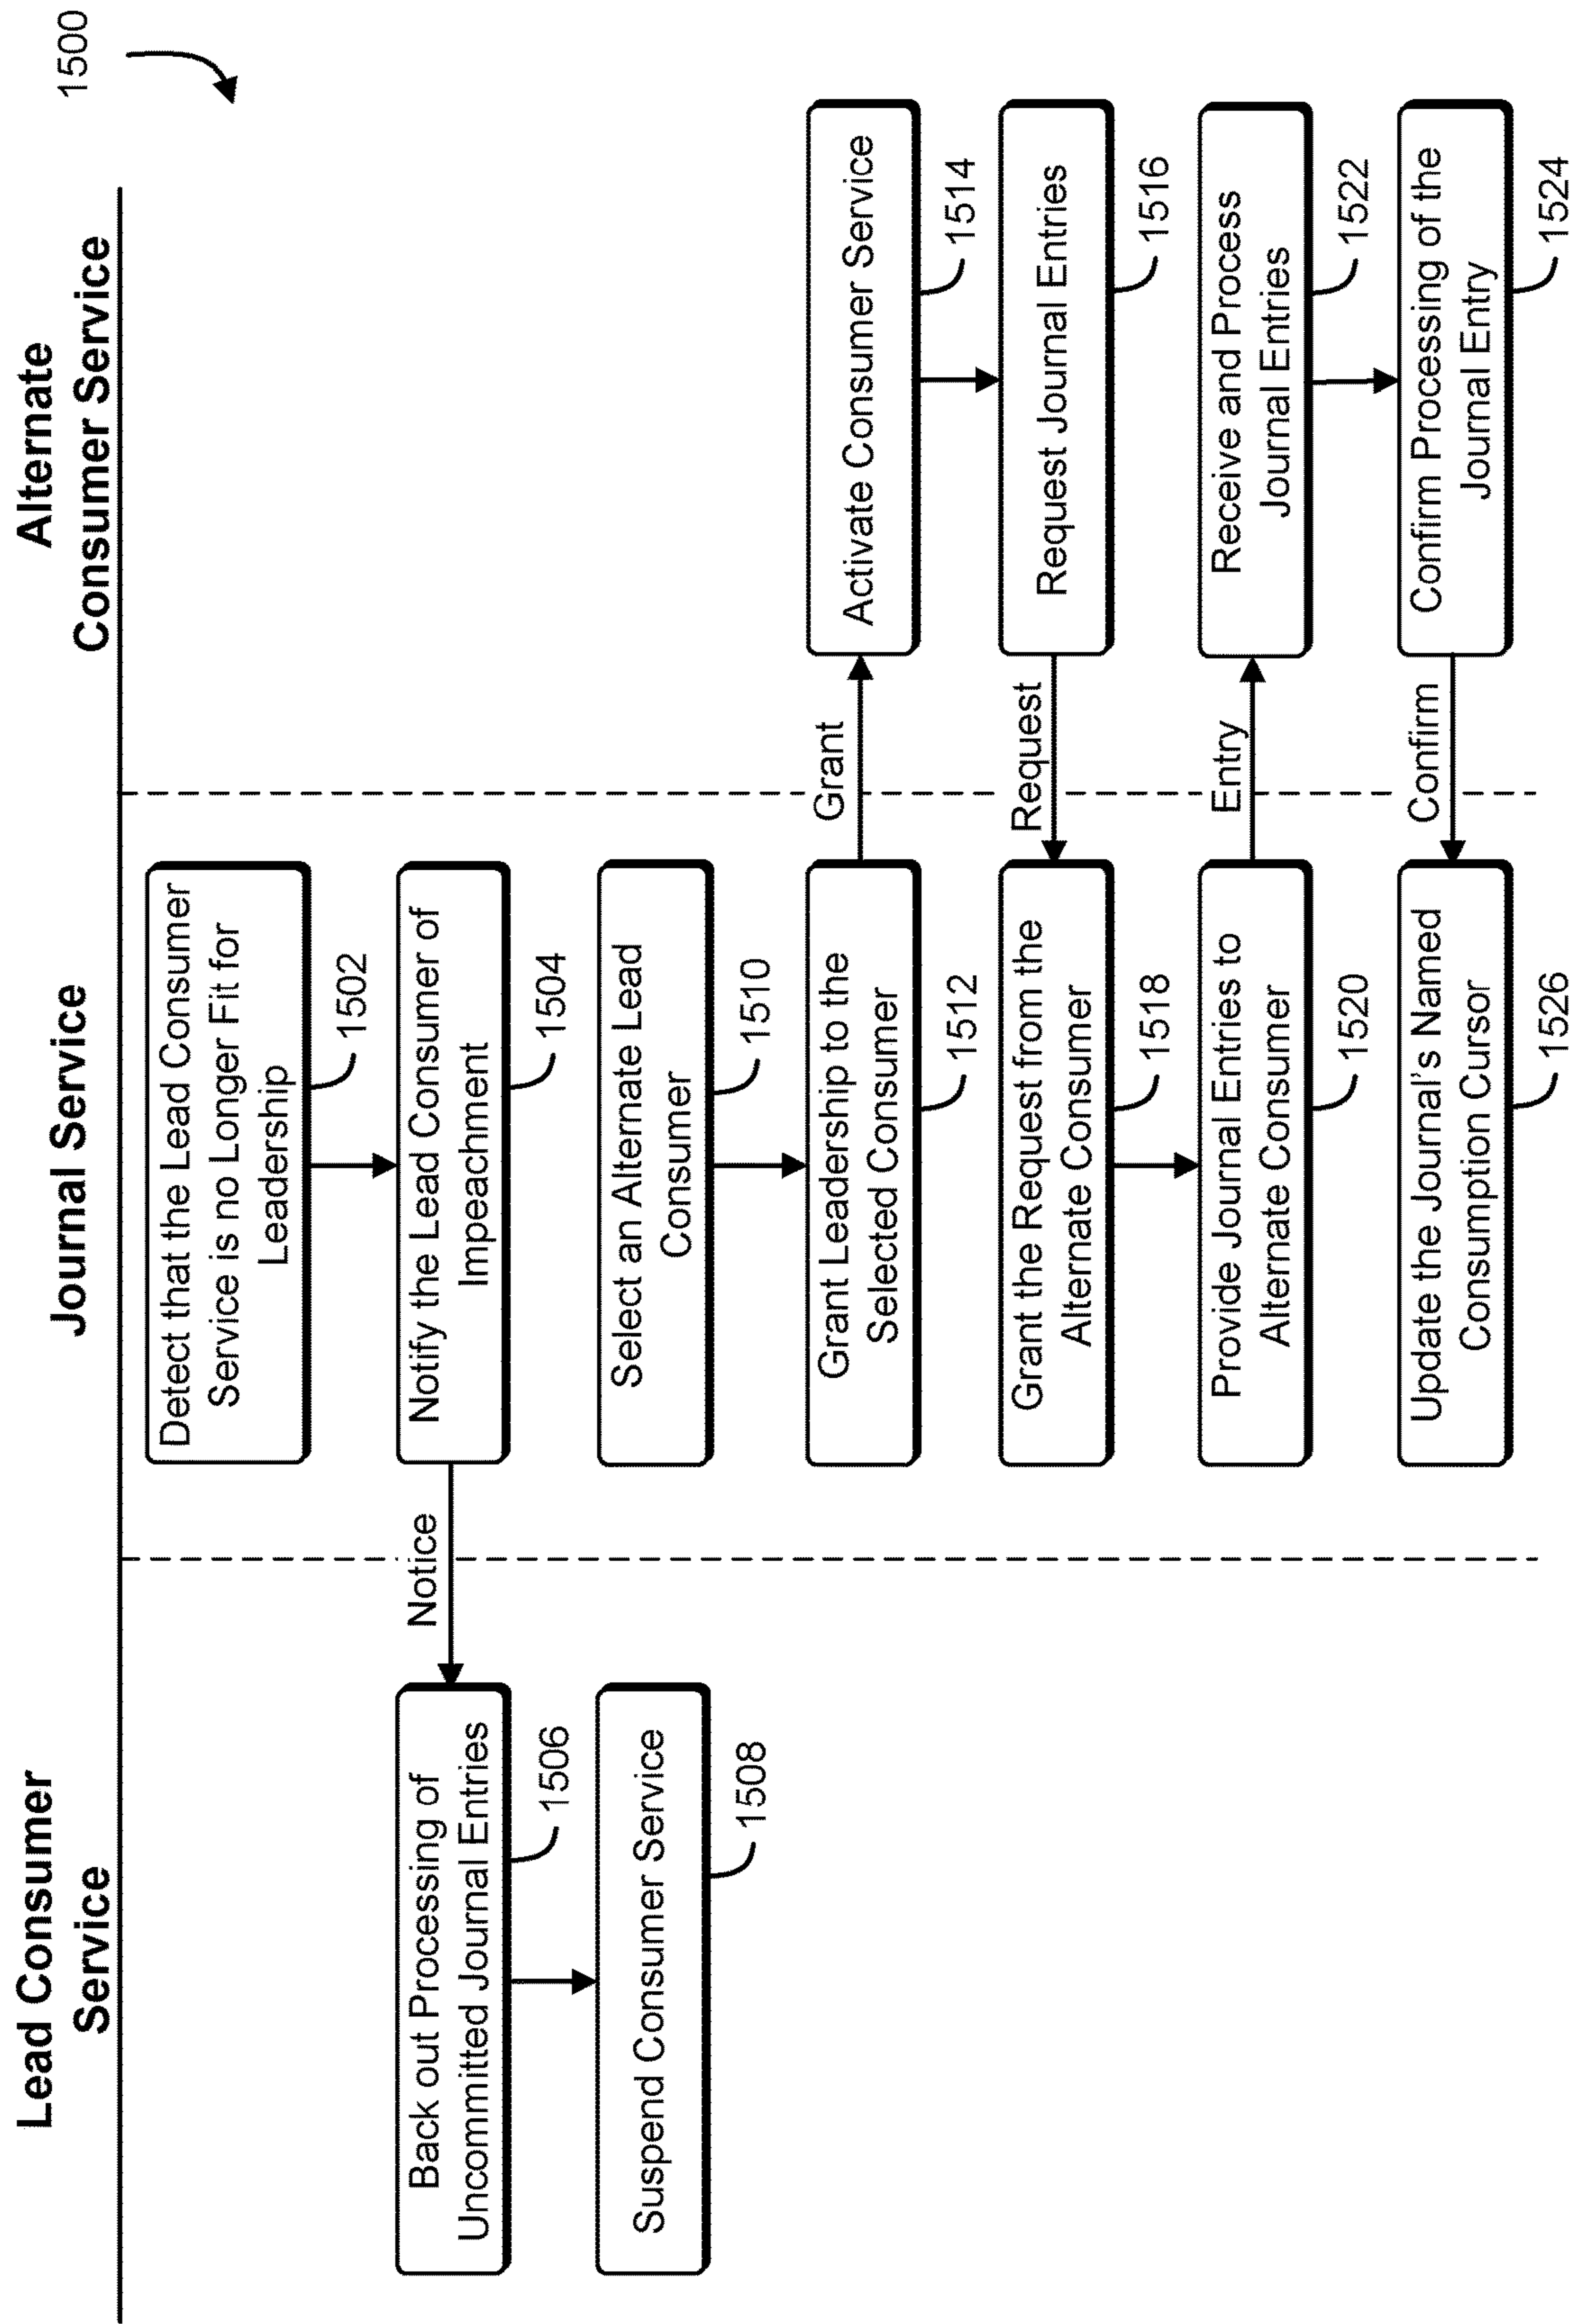 1500
Lead Consumer
Service
Journal Service
Alternate
Consumer Service
Detect that the Lead Consumer
Service is no Longer Fit for
Leadership
1502
Notify the Lead Consumer of
Impeachment
1504
Notice
Back out Processing of
Uncommitted Journal Entries
1506
Suspend Consumer Service
1508
Select an Alternate Lead
Consumer
1510
Grant Leadership to the
Selected Consumer
1512
Grant
Activate Consumer Service
1514
Request Journal Entries
1516
Request
Grant the Request from the
Alternate Consumer
1518
Provide Journal Entries to
Alternate Consumer
1520
Entry
Receive and Process
Journal Entries
1522
Confirm Processing of the
Journal Entry
1524
Confirm
Update the Journal's Named
Consumption Cursor
1526